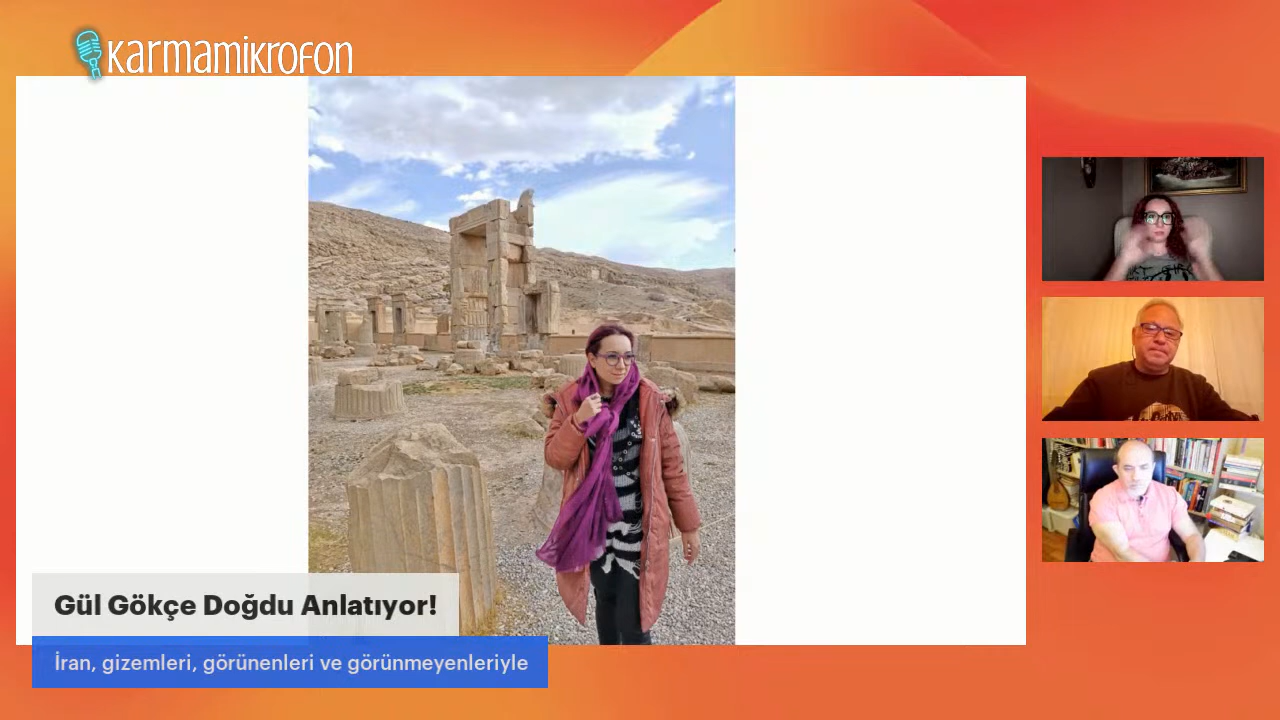 karmamikrofon
Gül Gökçe Doğdu Anlatıyor!
İran, gizemleri, görünenleri ve görünmeyenleriyle